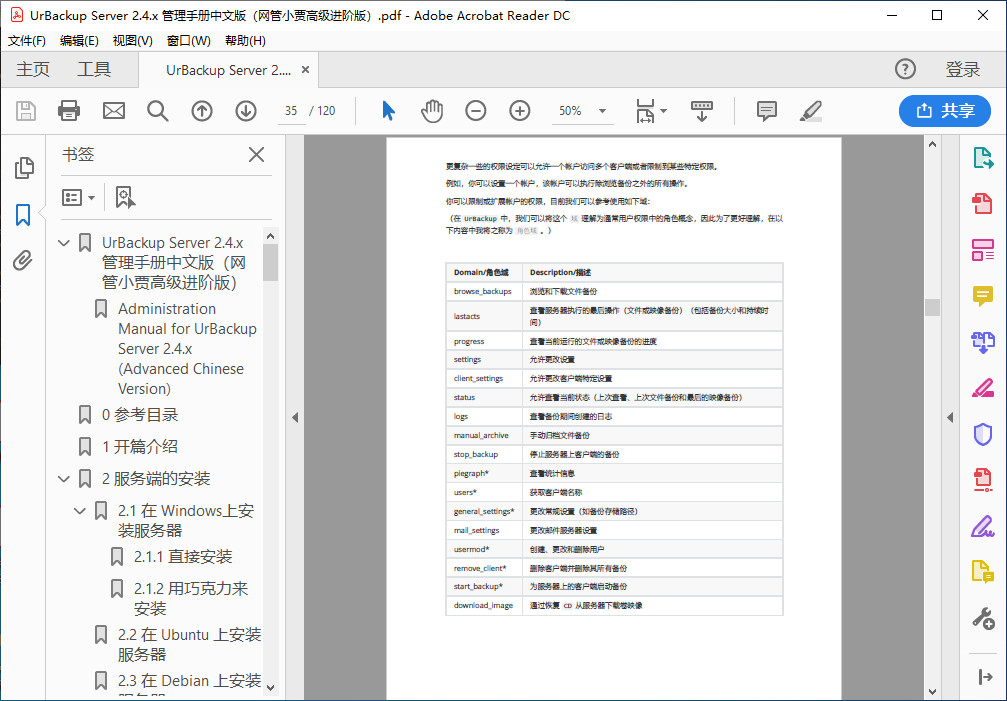 UrBackup Server 2.4.x 管理手册中文版（网管小贾高级进阶版）.pdf - Adobe Acrobat Reader DC
文件(F) 编辑(E) 视图(V) 窗口(W) 帮助(H)
主页 工具 UrBackup Server 2.... × 登录
35 / 120 50% 共享
书签
UrBackup Server 2.4.x
管理手册中文版（网
管小贾高级进阶版）
Administration
Manual for UrBackup
Server 2.4.x
(Advanced Chinese
Version)
0 参考目录
1 开篇介绍
2 服务端的安装
2.1 在 Windows上安
装服务器
2.1.1 直接安装
2.1.2 用巧克力来
安装
2.2 在 Ubuntu 上安装
服务器
2.3 在 Debian 上安装
服务器
更复杂一些的权限设定可以允许一个帐户访问多个客户端或者限制到某些特定权限。
例如，你可以设置一个帐户，该帐户可以执行除浏览备份之外的所有操作。
你可以限制或扩展帐户的权限，目前我们可以参考使用如下域：
（在 UrBackup 中，我们可以将这个 域 理解为通常用户权限中的角色概念，因此为了更好理解，在以
下内容中我将之称为 角色域 。）
Domain/角色域 Description/描述
browse_backups 浏览和下载文件备份
lastacts 查看服务器执行的最后操作（文件或映像备份）（包括备份大小和持续时
间）
progress 查看当前运行的文件或映像备份的进度
settings 允许更改设置
client_settings 允许更改客户端特定设置
status 允许查看当前状态（上次查看、上次文件备份和最后的映像备份）
logs 查看备份期间创建的日志
manual_archive 手动归档文件备份
stop_backup 停止服务器上客户端的备份
piegraph* 查看统计信息
users* 获取客户端名称
general_settings* 更改常规设置（如备份存储路径）
mail_settings 更改邮件服务器设置
usermod* 创建、更改和删除用户
remove_client* 删除客户端并删除其所有备份
start_backup* 为服务器上的客户端启动备份
download_image 通过恢复 CD 从服务器下载卷映像